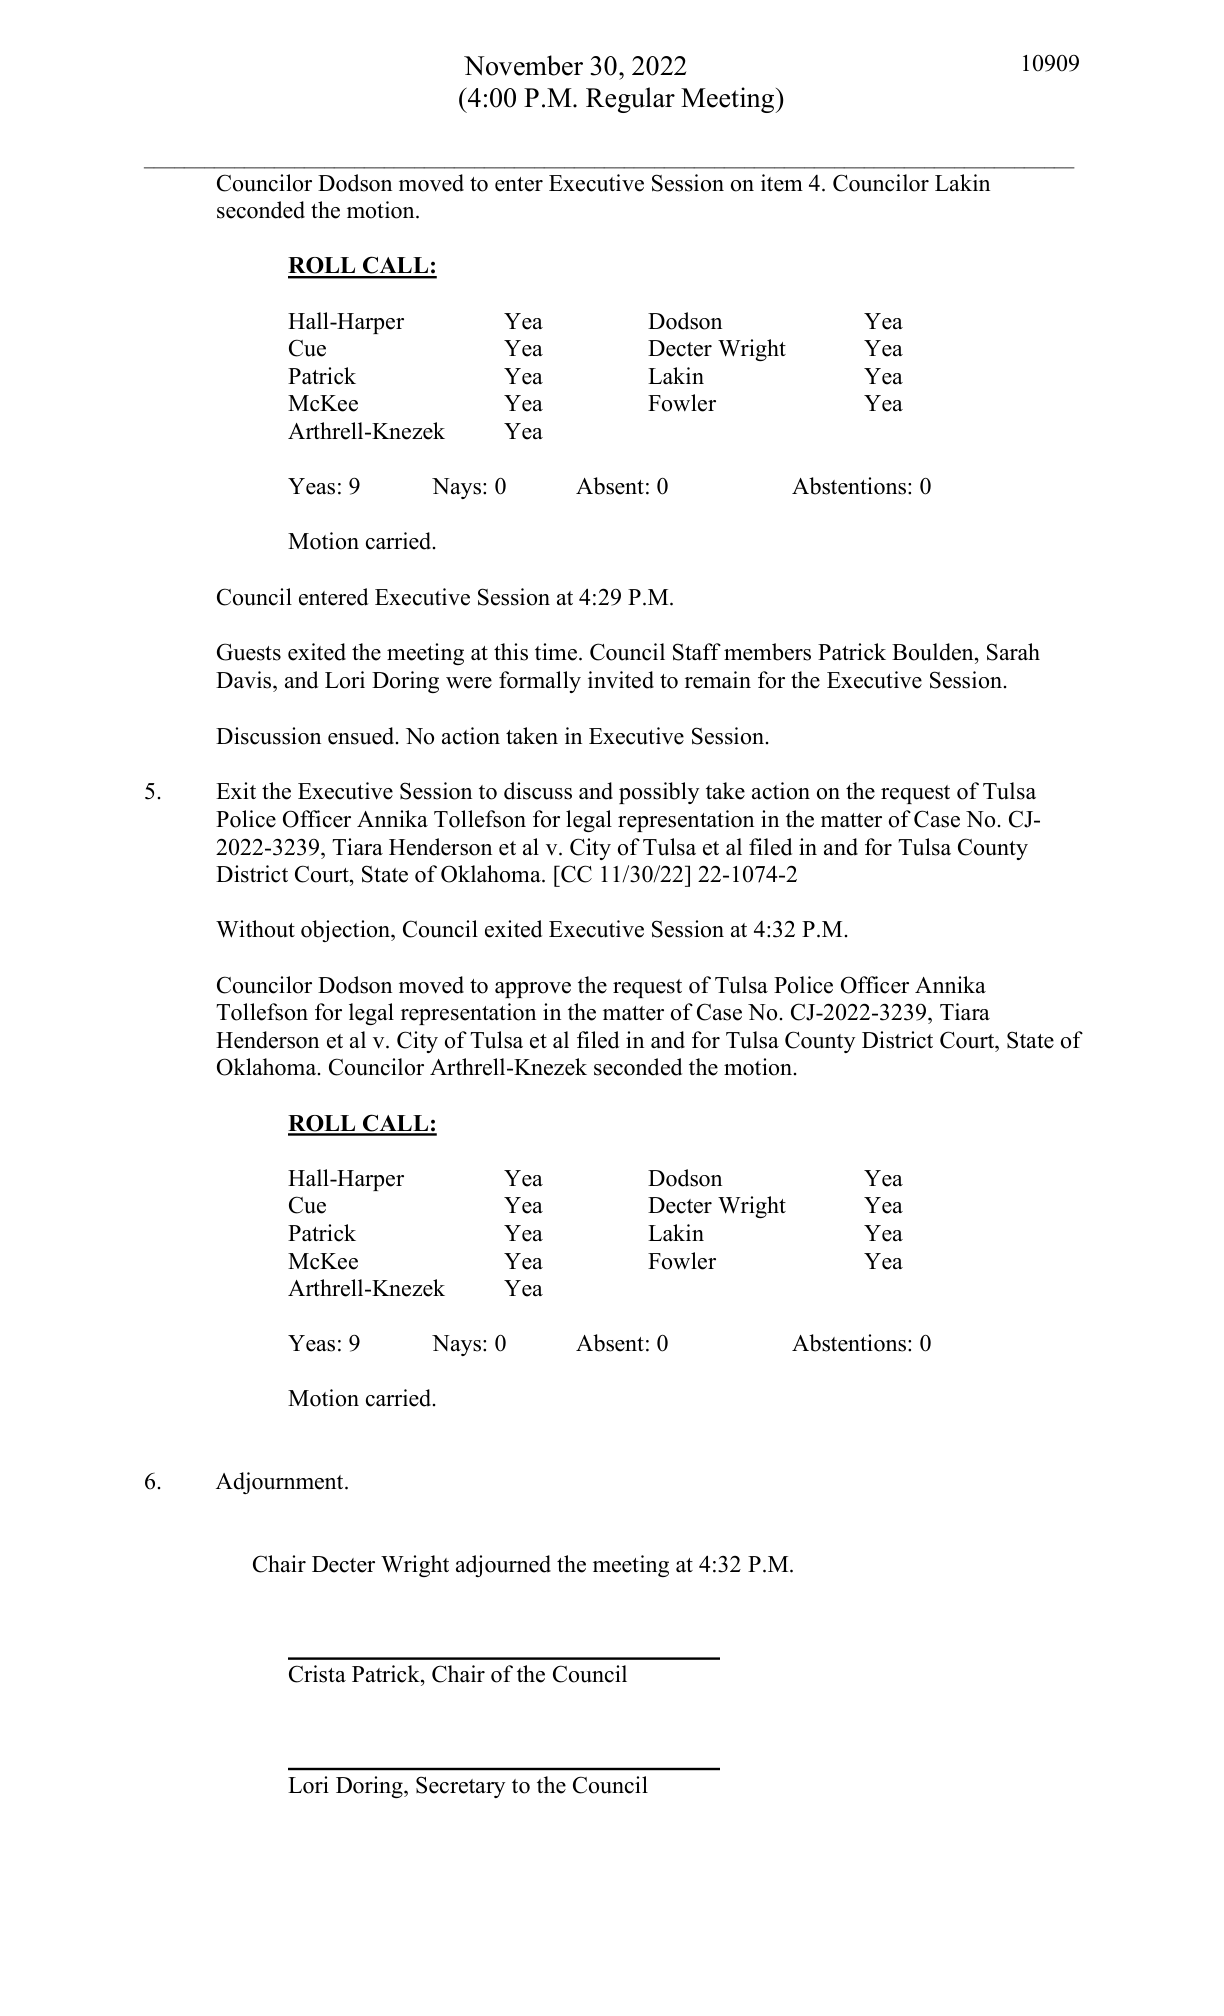 November 30, 2022
10909
(4:00 P.M. Regular Meeting)
Councilor Dodson moved to enter Executive Session on item 4. Councilor Lakin
seconded the motion.
ROLL CALL:
Hall-Harper Yea Dodson Yea
Cue Yea Decter Wright Yea
Patrick Yea Lakin Yea
McKee Yea Fowler Yea
Arthrell-Knezek Yea
Yeas: 9 Nays: 0 Absent: 0 Abstentions: 0
Motion carried.
Council entered Executive Session at 4:29 P.M.
Guests exited the meeting at this time. Council Staff members Patrick Boulden, Sarah
Davis, and Lori Doring were formally invited to remain for the Executive Session.
Discussion ensued. No action taken in Executive Session.
5. Exit the Executive Session to discuss and possibly take action on the request of Tulsa
Police Officer Annika Tollefson for legal representation in the matter of Case No. CJ-
2022-3239, Tiara Henderson et al v. City of Tulsa et al filed in and for Tulsa County
District Court, State of Oklahoma. [CC 11/30/22] 22-1074-2
Without objection, Council exited Executive Session at 4:32 P.M.
Councilor Dodson moved to approve the request of Tulsa Police Officer Annika
Tollefson for legal representation in the matter of Case No. CJ-2022-3239, Tiara
Henderson et al v. City of Tulsa et al filed in and for Tulsa County District Court, State of
Oklahoma. Councilor Arthrell-Knezek seconded the motion.
ROLL CALL:
Hall-Harper Yea Dodson Yea
Cue Yea Decter Wright Yea
Patrick Yea Lakin Yea
McKee Yea Fowler Yea
Arthrell-Knezek Yea
Yeas: 9 Nays: 0 Absent: 0 Abstentions: 0
Motion carried.
6. Adjournment.
Chair Decter Wright adjourned the meeting at 4:32 P.M.
Crista Patrick, Chair of the Council
Lori Doring, Secretary to the Council